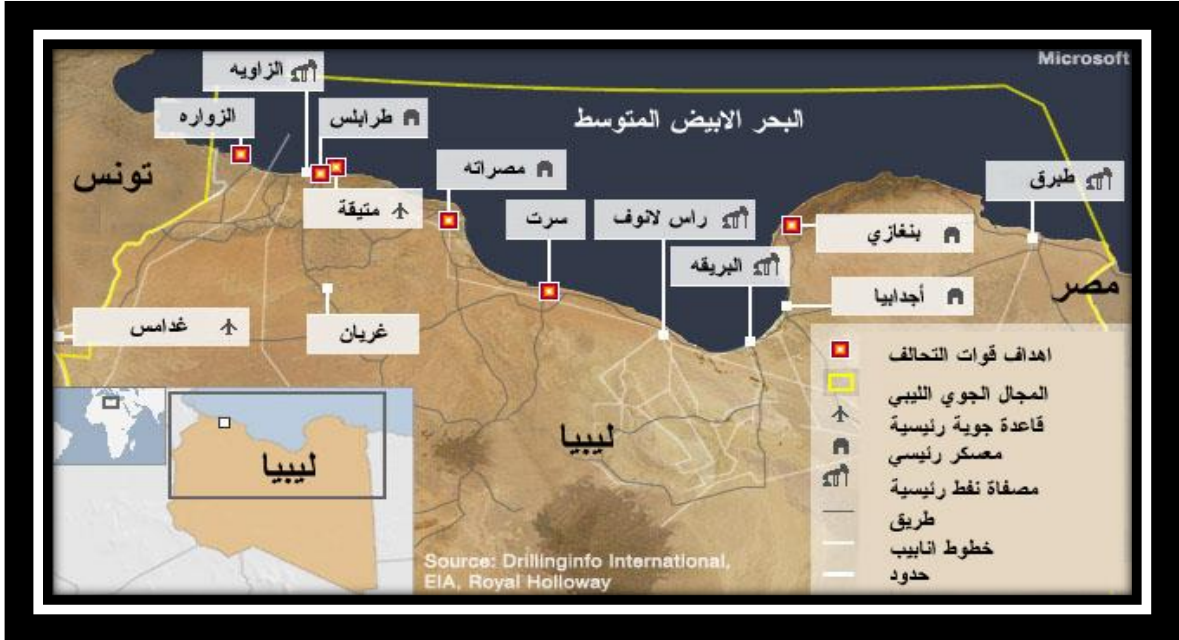 Microsoft
الزاويه
الزواره
طرابلس
البحر الابيض المتوسط
تونس
مصراته
طبرق
متيقة
سرت
راس لانوف
بنغازي
البريقه
مصر
أجدابيا
غدامس
غريان
اهداف قوات التحالف
المجال الجوي الليبي
قاعدة جوية رئيسية
معسكر رئيسي
مصفاة نفط رئيسية
طريق
خطوط انابيب
حدود
ليبيا
ليبيا
Source: Drillinginfo International,
EIA, Royal Holloway